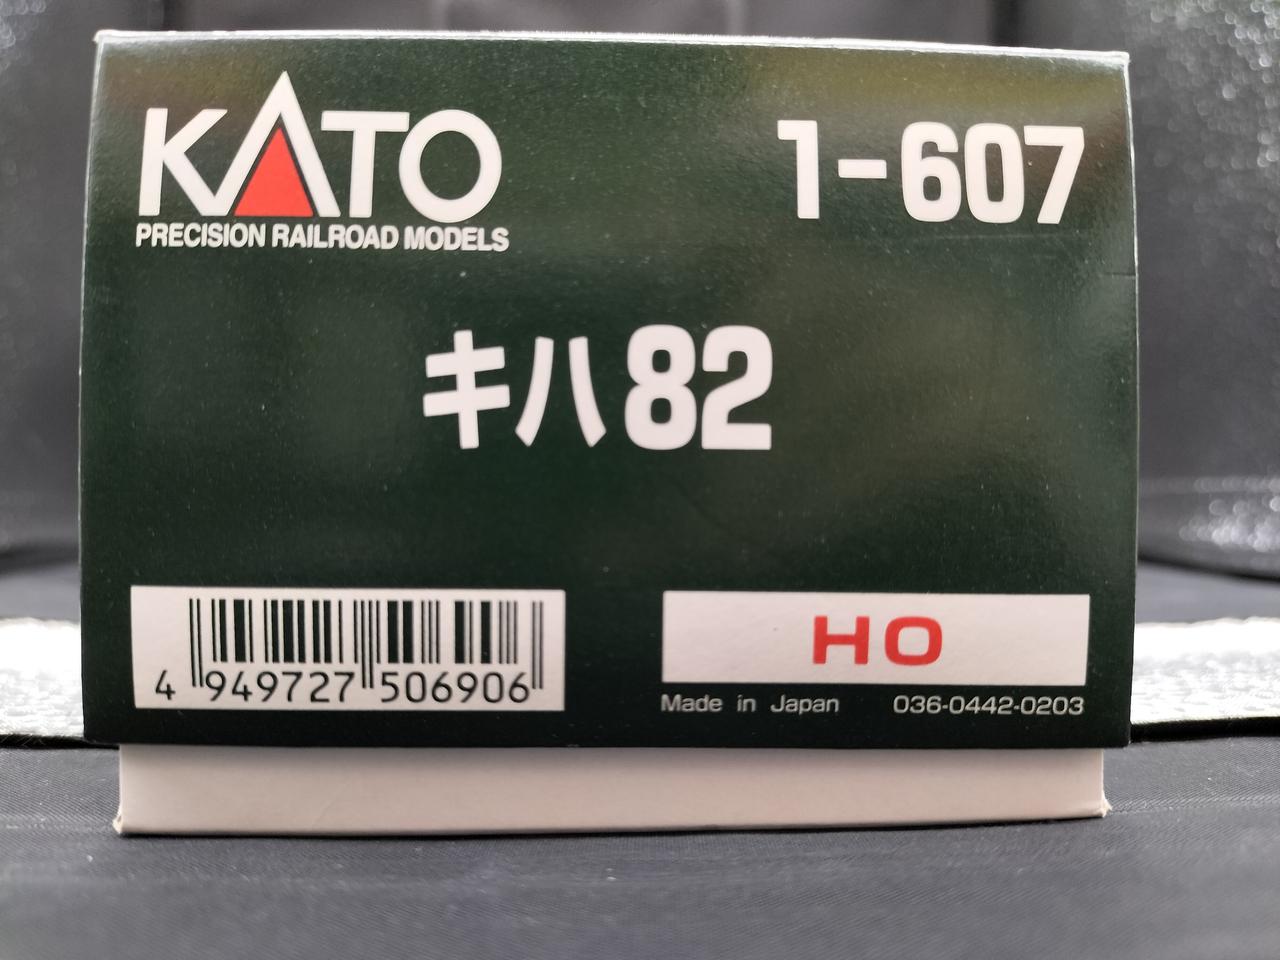 KATO
1-607
PRECISION RAILROAD MODELS
キハ82
4 949727 506906
HO
Made in Japan 036-0442-0203